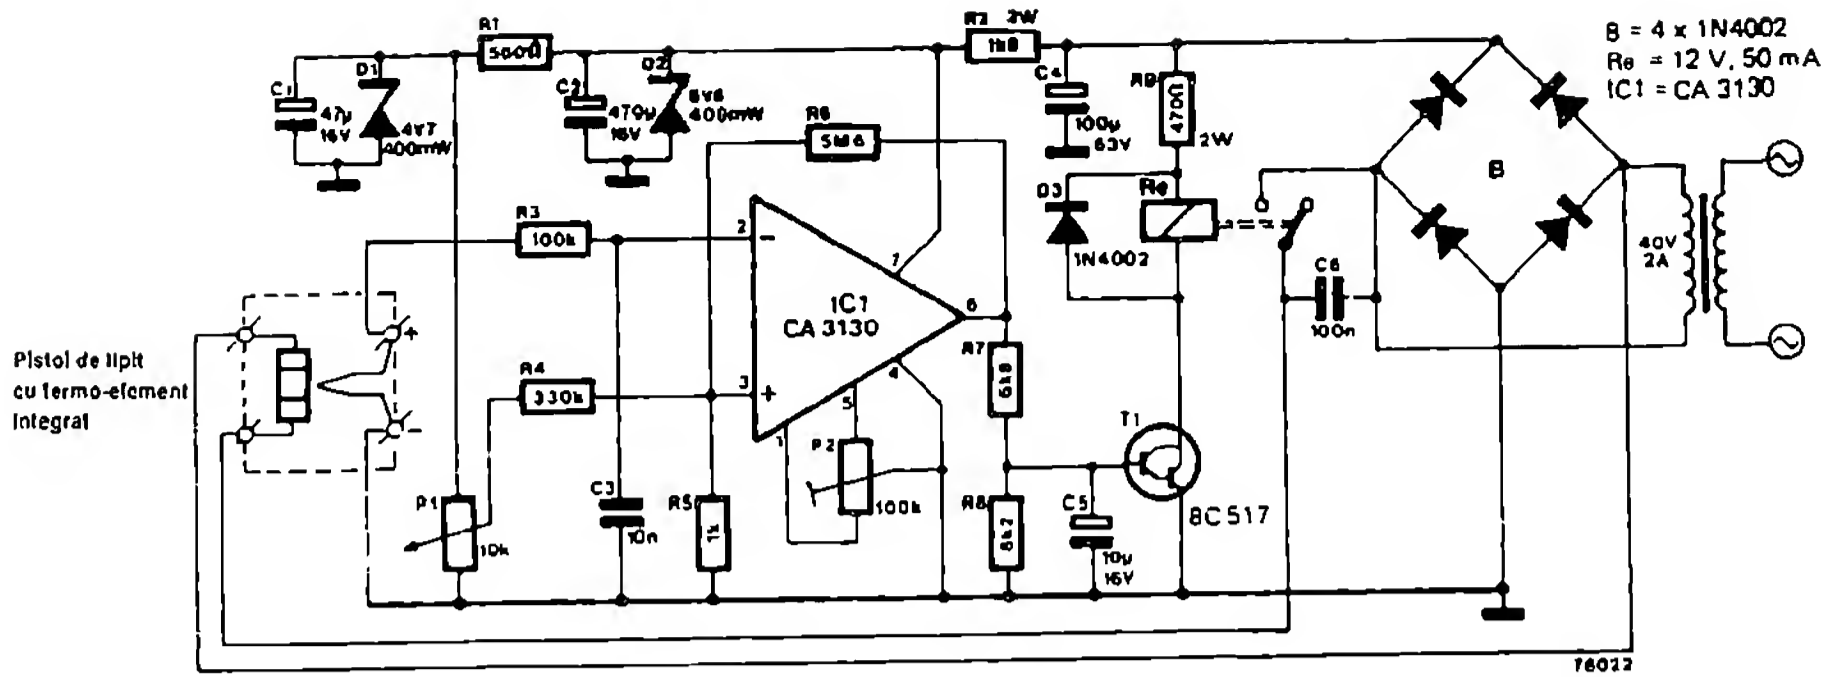 R1
560Ω
R2 2W
1k8
B = 4 x 1N4002
Re = 12 V, 50 mA
IC1 = CA 3130
C1
47µ
16V
D1
4V7
400mW
C2
470µ
16V
D2
400mW
R6
5M6
C4
100µ
63V
R9
470Ω
2W
B
D3
1N4002
Re
R3
100k
2
−
7
IC1
CA 3130
6
40V
2A
C6
100n
Pistol de lipit
cu termo-element
integrat
+
−
R4
330k
3
+
5
4
1
R7
6k8
T1
BC 517
P1
10k
C3
10n
R5
1k
P2
100k
R8
C5
10µ
16V
76022